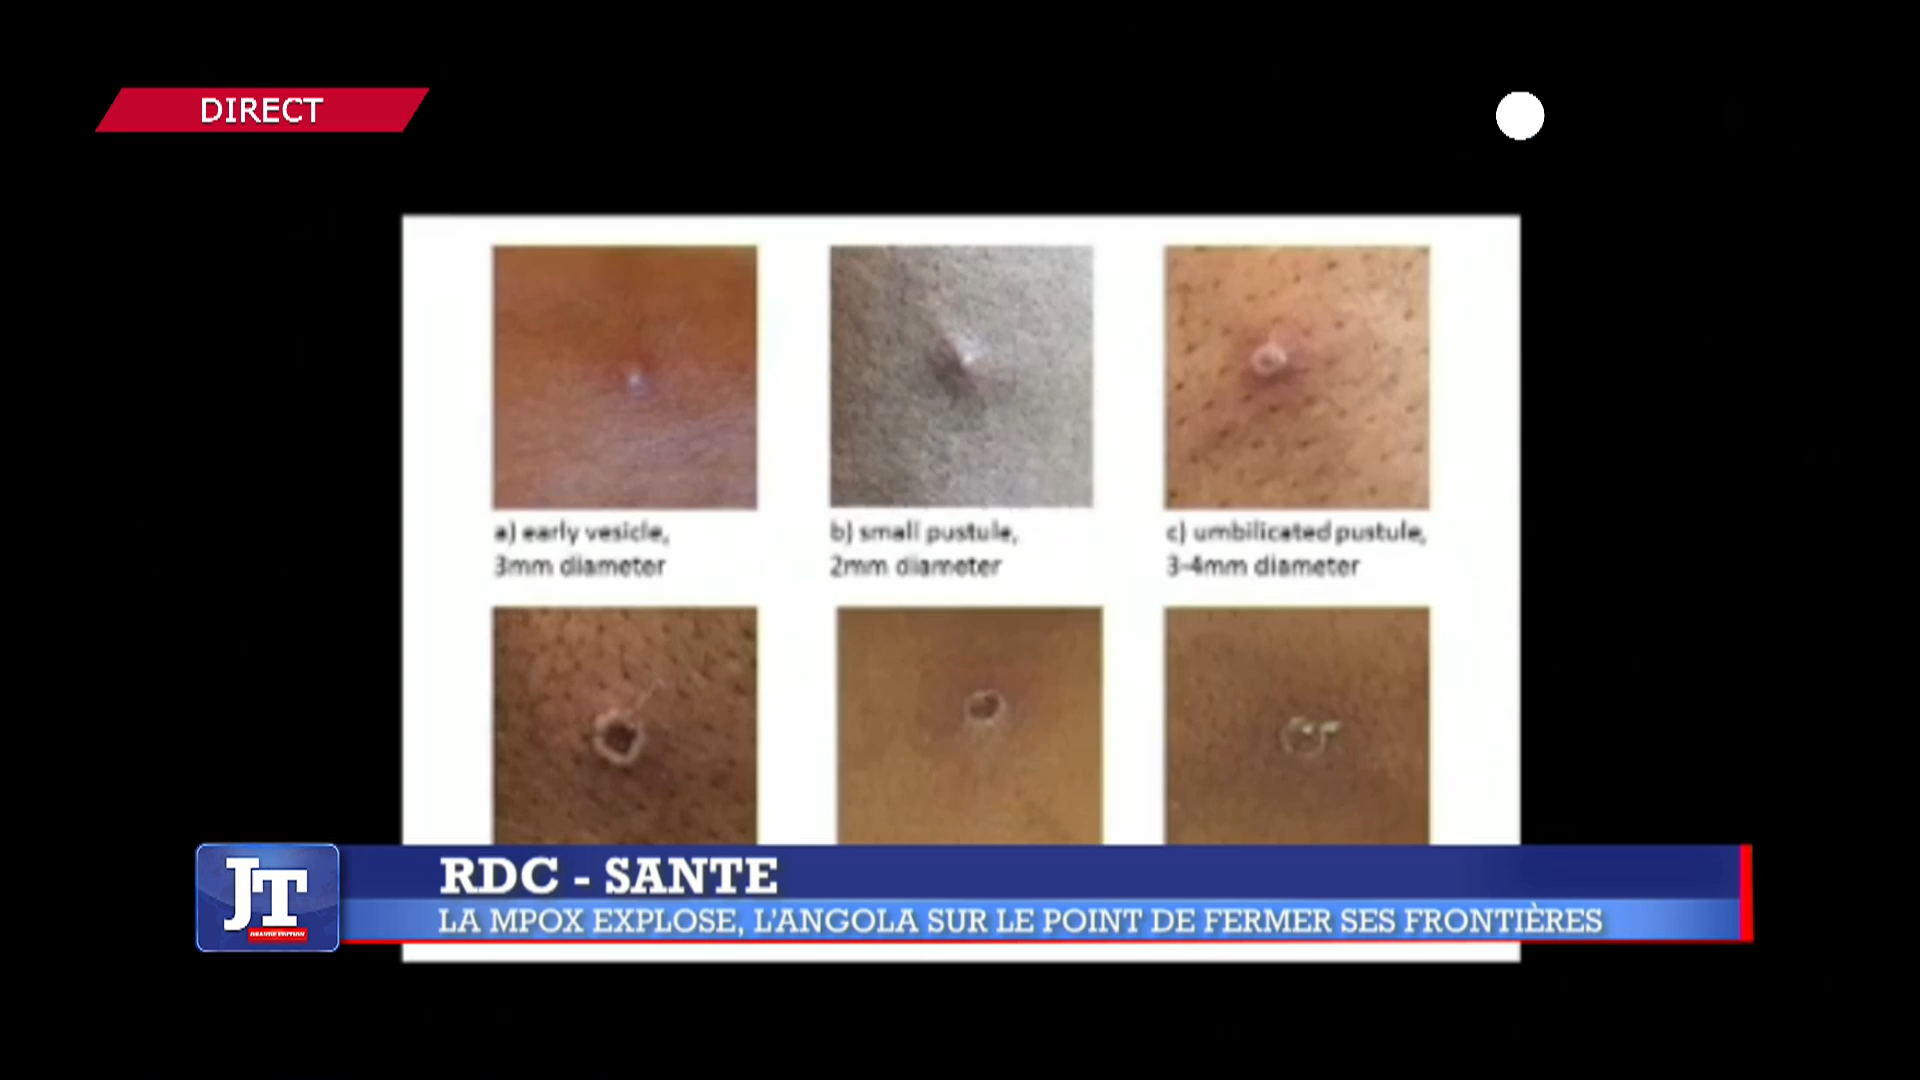 DIRECT
a) early vesicle,
3mm diameter
b) small pustule,
2mm diameter
c) umbilicated pustule,
3-4mm diameter
JT
RDC - SANTE
LA MPOX EXPLOSE, L'ANGOLA SUR LE POINT DE FERMER SES FRONTIÈRES